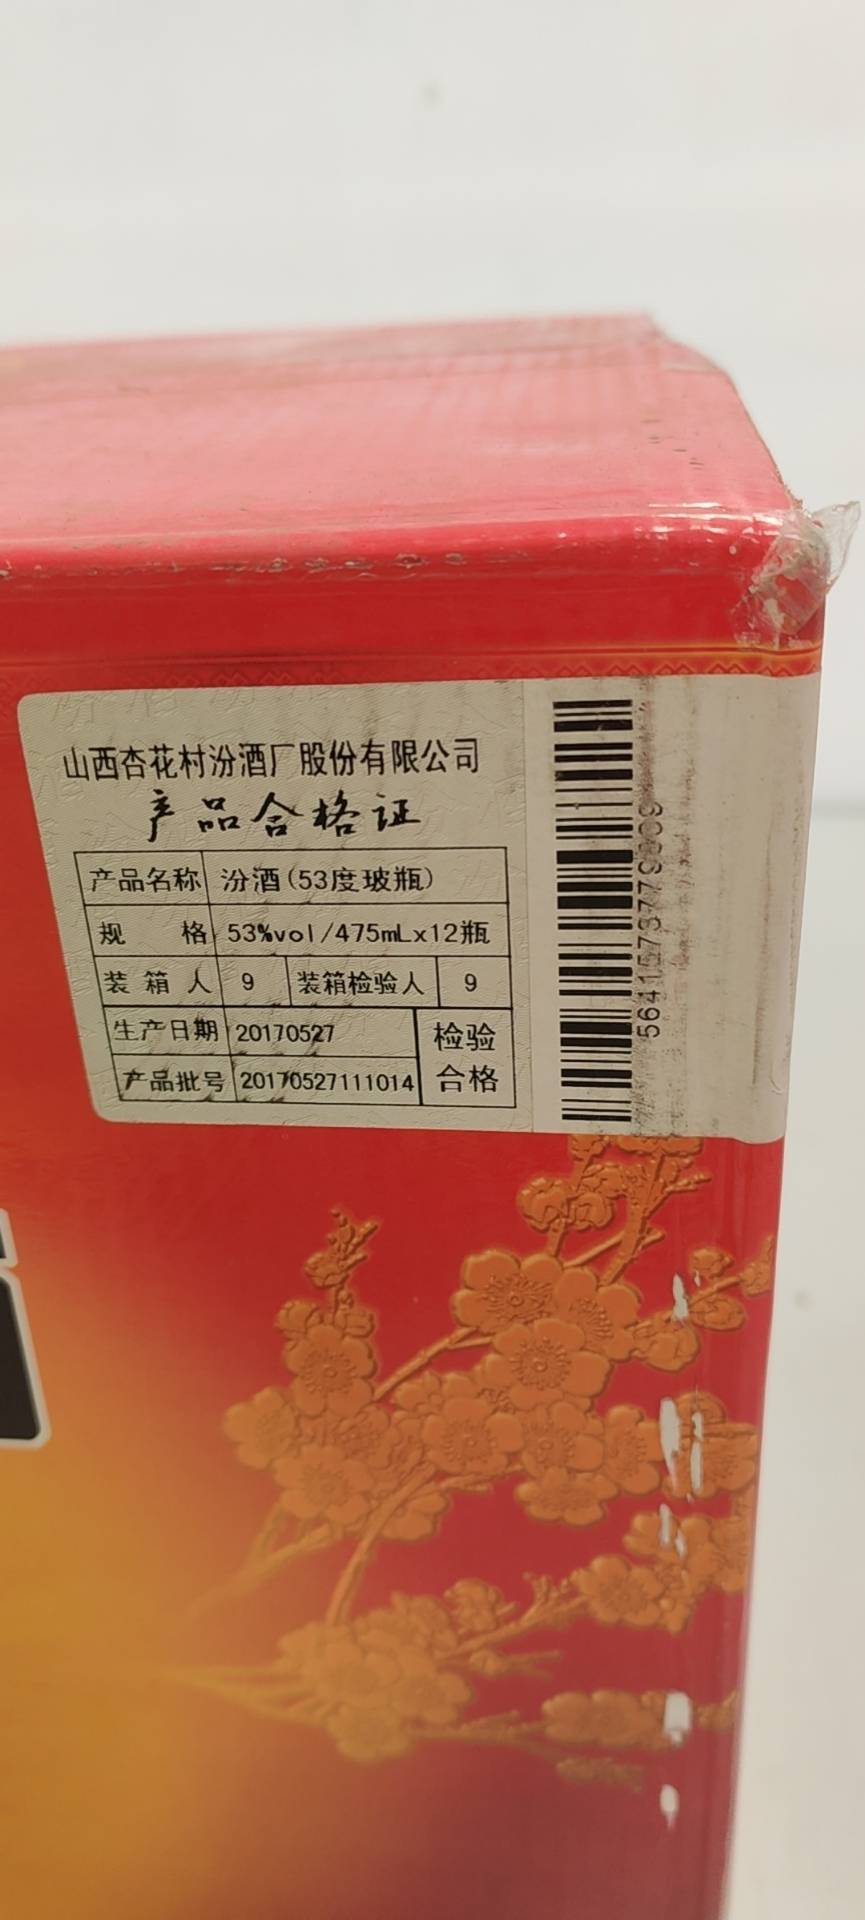 山西杏花村汾酒厂股份有限公司
产品合格证
产品名称 汾酒(53度玻瓶)
规 格 53%vol/475mLx12瓶
装箱人 9 装箱检验人 9
生产日期 20170527 检验
产品批号 20170527111014 合格